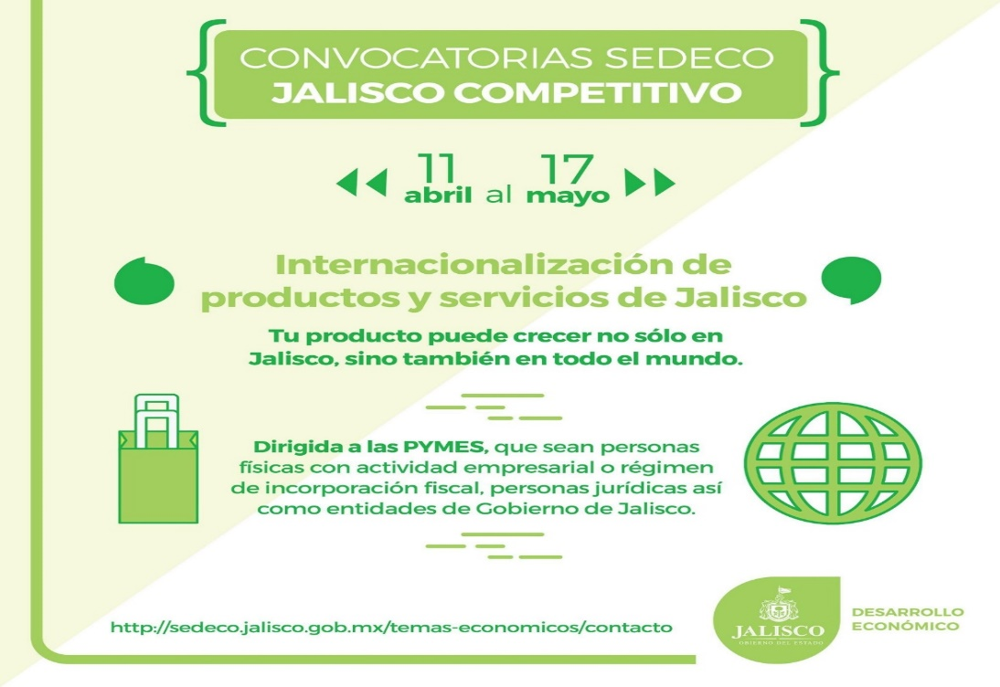 CONVOCATORIAS SEDECO
JALISCO COMPETITIVO
11 abril al 17 mayo
Internacionalización de
productos y servicios de Jalisco
Tu producto puede crecer no sólo en
Jalisco, sino también en todo el mundo.
Dirigida a las PYMES, que sean personas
físicas con actividad empresarial o régimen
de incorporación fiscal, personas jurídicas así
como entidades de Gobierno de Jalisco.
http://sedeco.jalisco.gob.mx/temas-economicos/contacto
JALISCO
GOBIERNO DEL ESTADO
DESARROLLO
ECONÓMICO